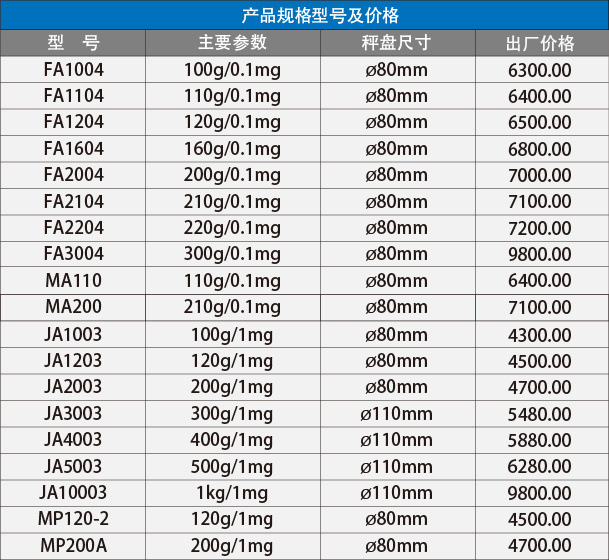 产品规格型号及价格
型 号 主要参数 秤盘尺寸 出厂价格
FA1004 100g/0.1mg ø80mm 6300.00
FA1104 110g/0.1mg ø80mm 6400.00
FA1204 120g/0.1mg ø80mm 6500.00
FA1604 160g/0.1mg ø80mm 6800.00
FA2004 200g/0.1mg ø80mm 7000.00
FA2104 210g/0.1mg ø80mm 7100.00
FA2204 220g/0.1mg ø80mm 7200.00
FA3004 300g/0.1mg ø80mm 9800.00
MA110 110g/0.1mg ø80mm 6400.00
MA200 210g/0.1mg ø80mm 7100.00
JA1003 100g/1mg ø80mm 4300.00
JA1203 120g/1mg ø80mm 4500.00
JA2003 200g/1mg ø80mm 4700.00
JA3003 300g/1mg ø110mm 5480.00
JA4003 400g/1mg ø110mm 5880.00
JA5003 500g/1mg ø110mm 6280.00
JA10003 1kg/1mg ø110mm 9800.00
MP120-2 120g/1mg ø80mm 4500.00
MP200A 200g/1mg ø80mm 4700.00